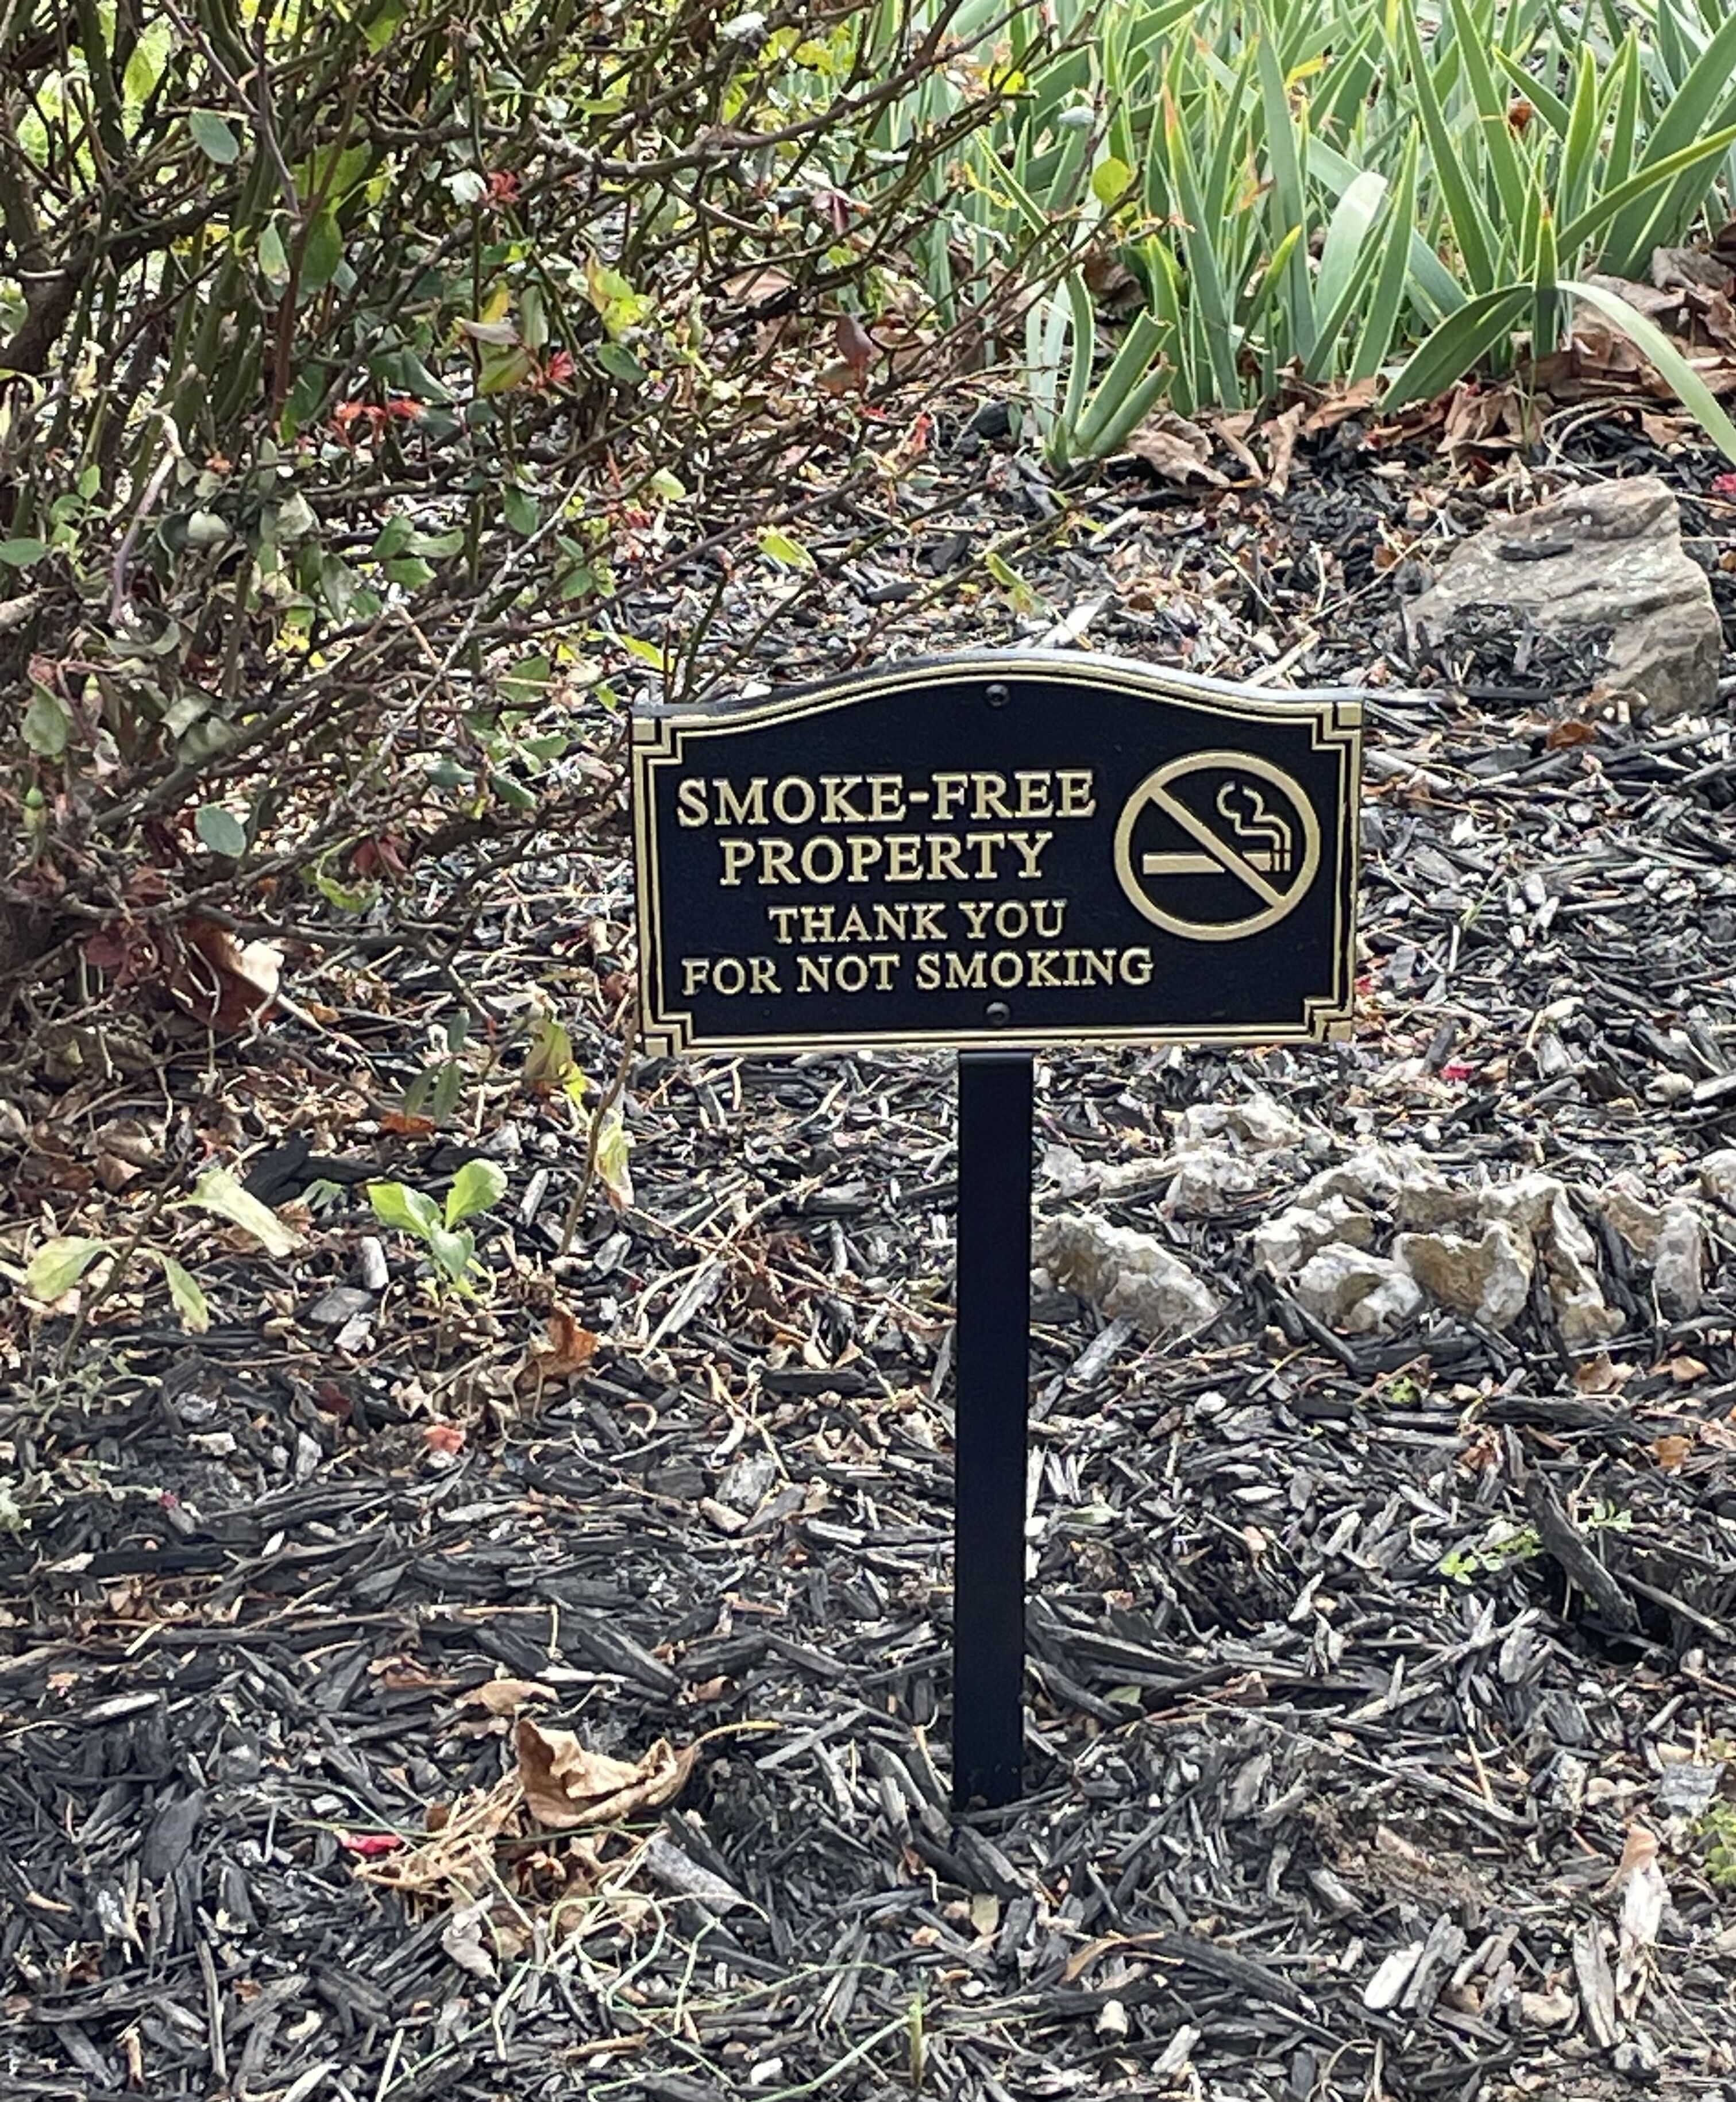 SMOKE-FREE
PROPERTY
THANK YOU
FOR NOT SMOKING